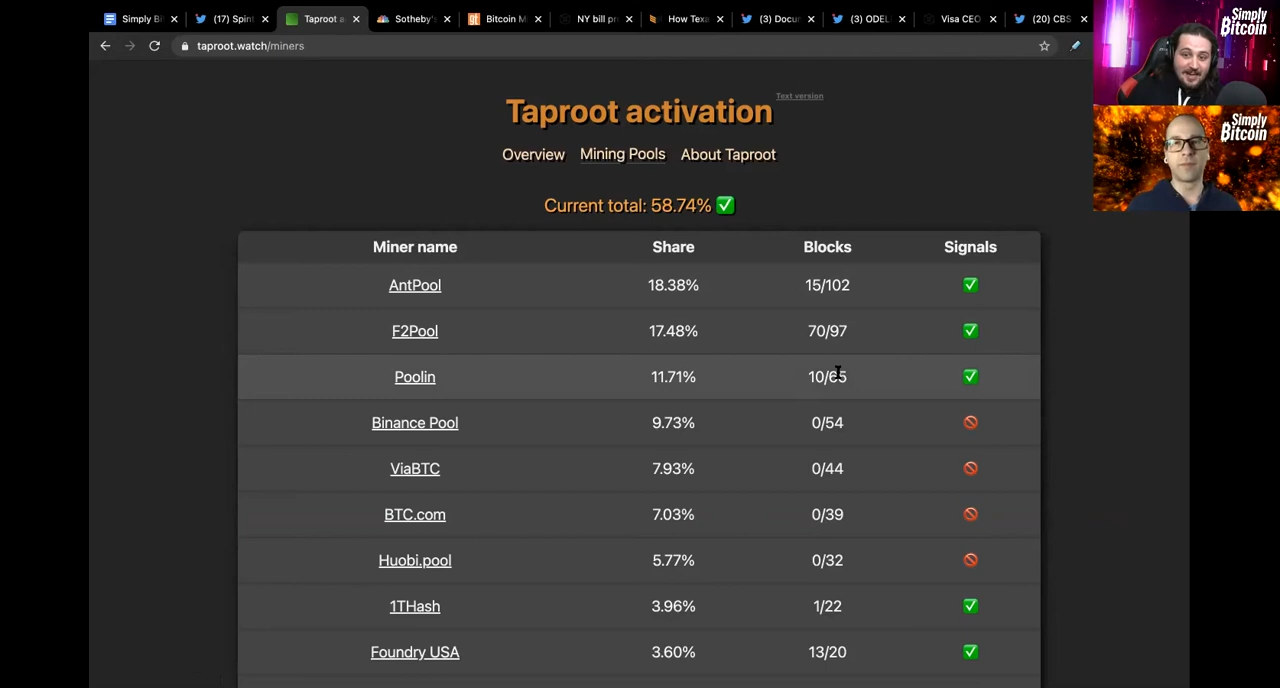 Simply Bi
(17) Spin
Taproot a
Sotheby's
Bitcoin Mi
NY bill pr
How Texa
(3) Docu
(3) ODEL
Visa CEO
(20) CBS
taproot.watch/miners
Simply
Bitcoin
Simply
Bitcoin
Text version
Taproot activation
Overview Mining Pools About Taproot
Current total: 58.74% ✅
Miner name Share Blocks Signals
AntPool 18.38% 15/102 ✅
F2Pool 17.48% 70/97 ✅
Poolin 11.71% 10/65 ✅
Binance Pool 9.73% 0/54 🚫
ViaBTC 7.93% 0/44 🚫
BTC.com 7.03% 0/39 🚫
Huobi.pool 5.77% 0/32 🚫
1THash 3.96% 1/22 ✅
Foundry USA 3.60% 13/20 ✅